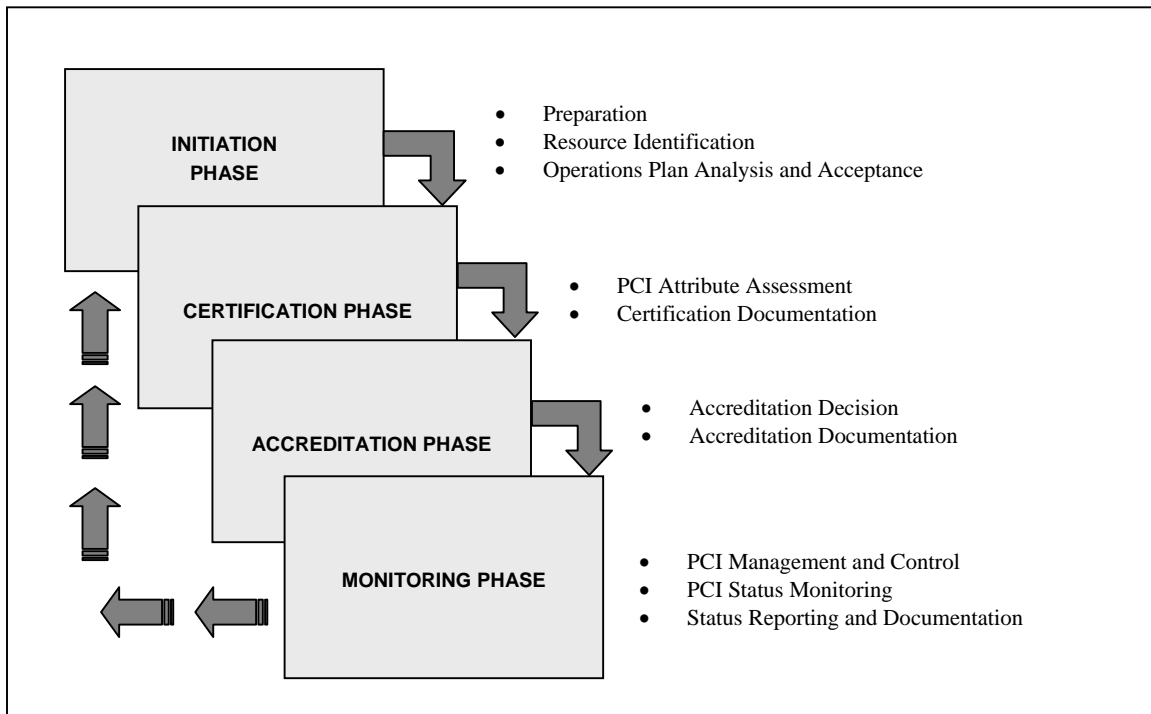 INITIATION
PHASE
• Preparation
• Resource Identification
• Operations Plan Analysis and Acceptance
CERTIFICATION PHASE
• PCI Attribute Assessment
• Certification Documentation
ACCREDITATION PHASE
• Accreditation Decision
• Accreditation Documentation
MONITORING PHASE
• PCI Management and Control
• PCI Status Monitoring
• Status Reporting and Documentation